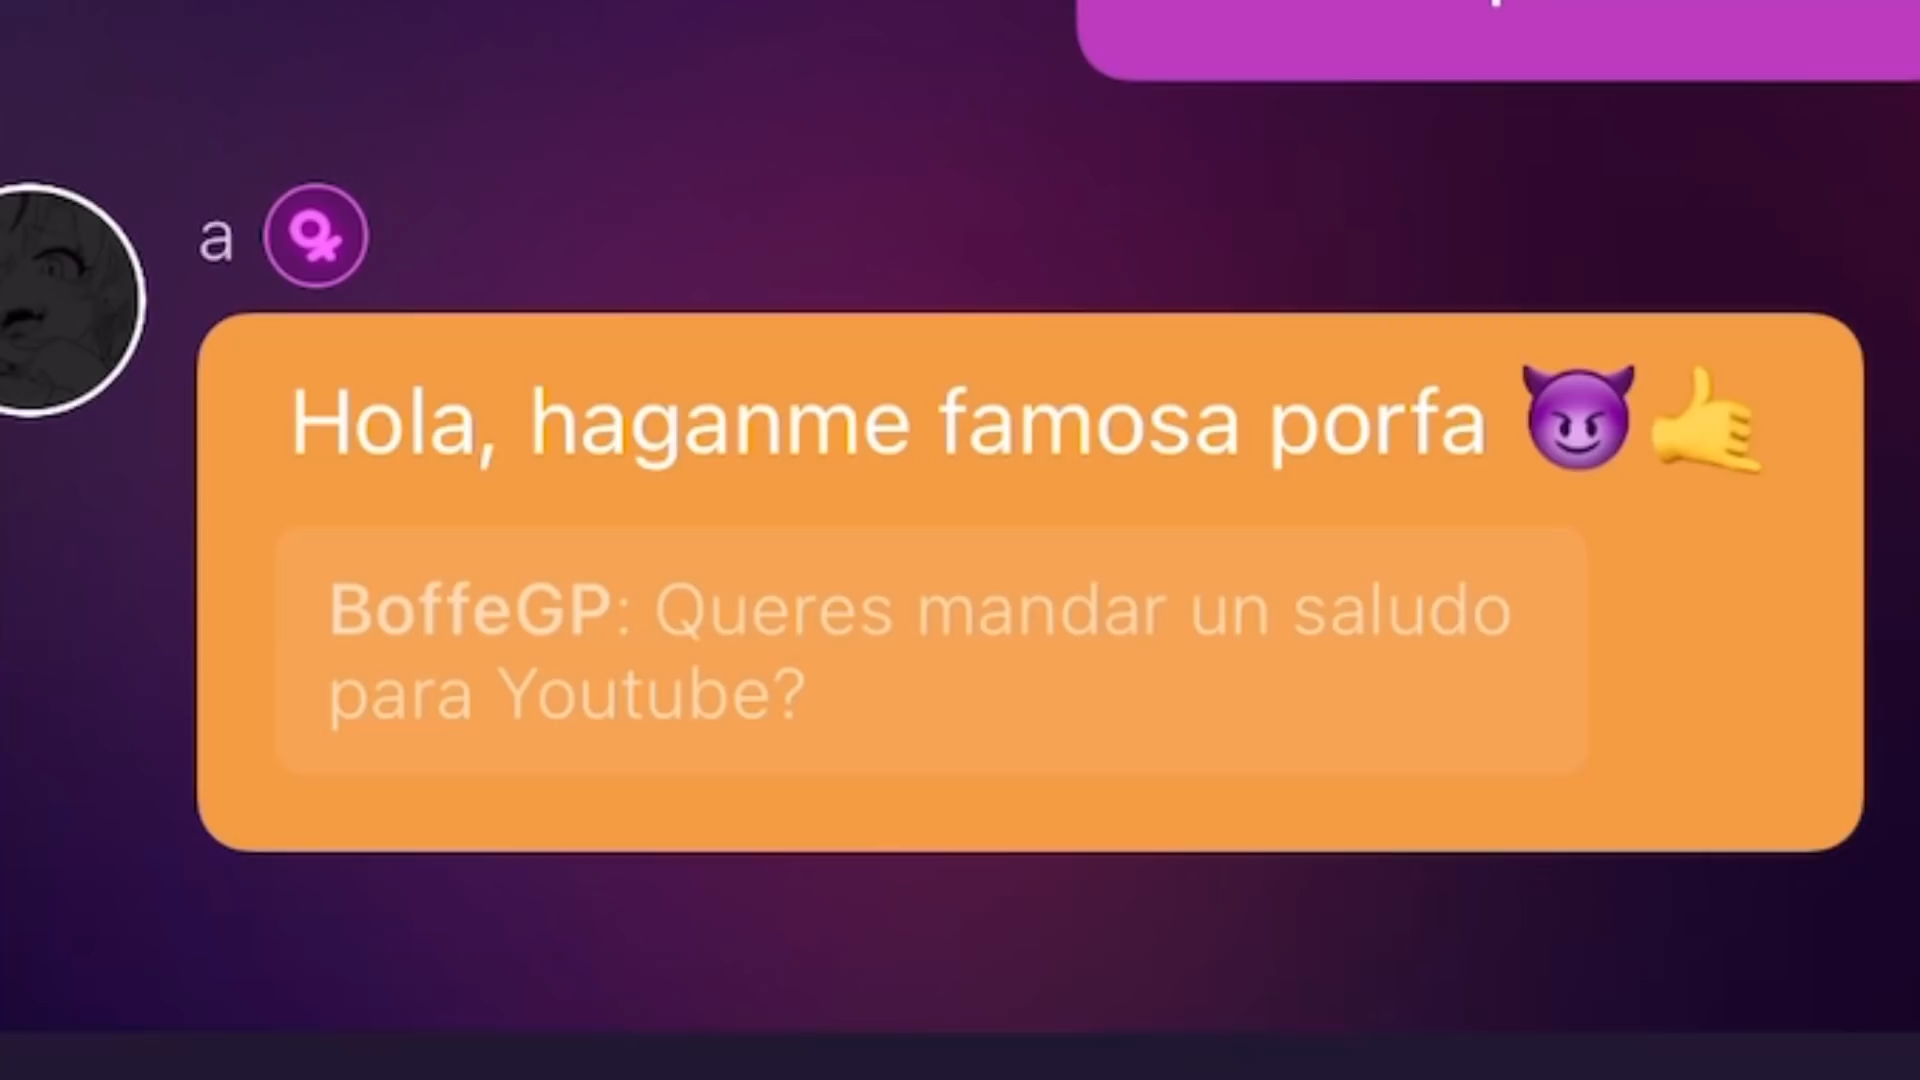 a
Hola, haganme famosa porfa 😈🤙
BoffeGP: Queres mandar un saludo
para Youtube?